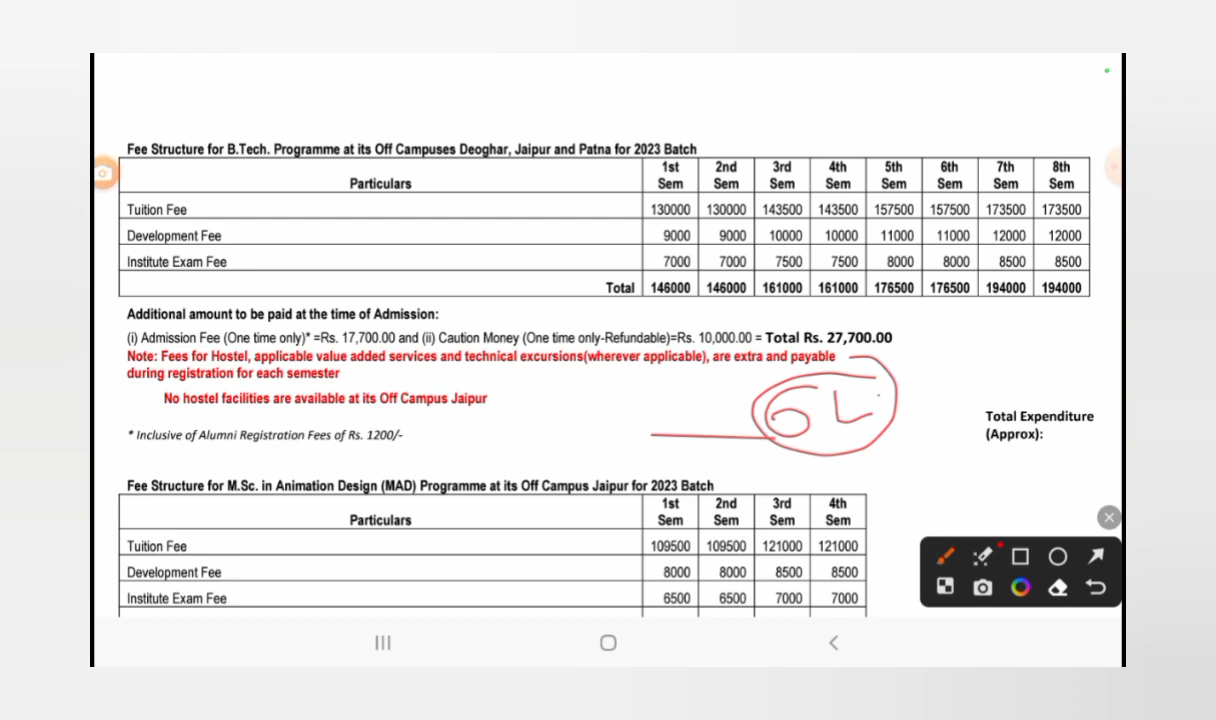 Fee Structure for B.Tech. Programme at its Off Campuses Deoghar, Jaipur and Patna for 2023 Batch
Particulars 1st Sem 2nd Sem 3rd Sem 4th Sem 5th Sem 6th Sem 7th Sem 8th Sem
Tuition Fee 130000 130000 143500 143500 157500 157500 173500 173500
Development Fee 9000 9000 10000 10000 11000 11000 12000 12000
Institute Exam Fee 7000 7000 7500 7500 8000 8000 8500 8500
Total 146000 146000 161000 161000 176500 176500 194000 194000
Additional amount to be paid at the time of Admission:
(i) Admission Fee (One time only)* =Rs. 17,700.00 and (ii) Caution Money (One time only-Refundable)=Rs. 10,000.00 = Total Rs. 27,700.00
Note: Fees for Hostel, applicable value added services and technical excursions(wherever applicable), are extra and payable
during registration for each semester
No hostel facilities are available at its Off Campus Jaipur
6L
Total Expenditure
(Approx):
* Inclusive of Alumni Registration Fees of Rs. 1200/-
Fee Structure for M.Sc. in Animation Design (MAD) Programme at its Off Campus Jaipur for 2023 Batch
Particulars 1st Sem 2nd Sem 3rd Sem 4th Sem
Tuition Fee 109500 109500 121000 121000
Development Fee 8000 8000 8500 8500
Institute Exam Fee 6500 6500 7000 7000